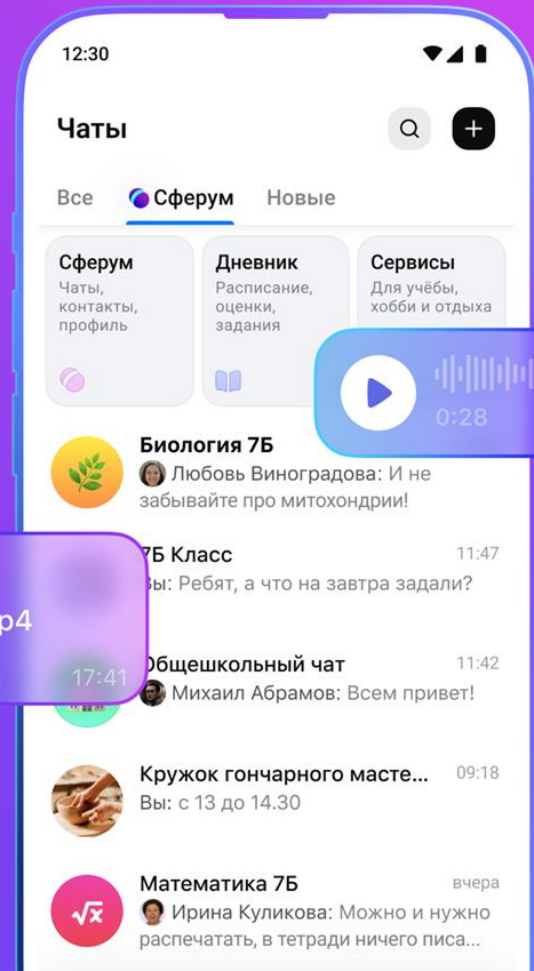 12:30
Чаты
Все Сферум Новые
Сферум
Чаты,
контакты,
профиль
Дневник
Расписание,
оценки,
задания
Сервисы
Для учёбы,
хобби и отдыха
0:28
Биология 7Б
Любовь Виноградова: И не
забывайте про митохондрии!
7Б Класс 11:47
Вы: Ребят, а что на завтра задали?
p4
17:41
Общешкольный чат 11:42
Михаил Абрамов: Всем привет!
Кружок гончарного масте... 09:18
Вы: с 13 до 14.30
Математика 7Б вчера
Ирина Куликова: Можно и нужно
распечатать, в тетради ничего писа...